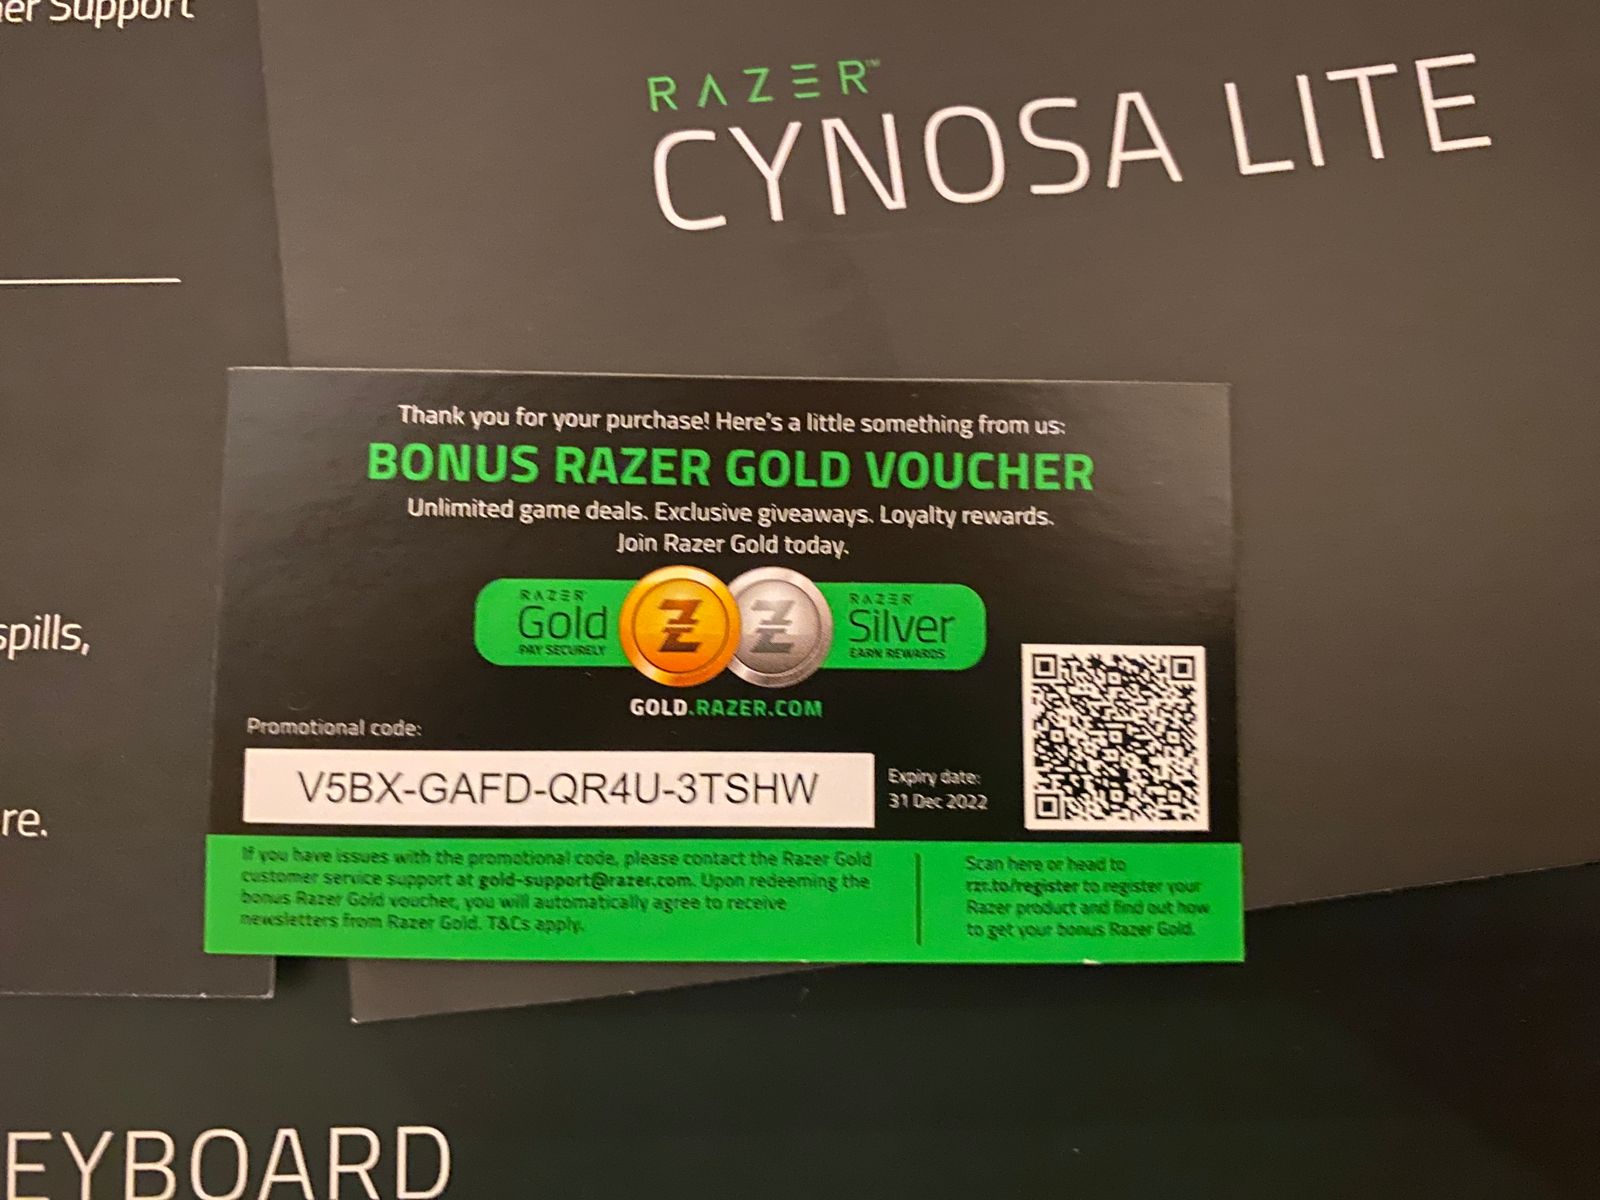 er Support
RAZER™
CYNOSA LITE
spills,
re.
Thank you for your purchase! Here's a little something from us:
BONUS RAZER GOLD VOUCHER
Unlimited game deals. Exclusive giveaways. Loyalty rewards.
Join Razer Gold today.
RAZER
Gold
PAY SECURELY
RAZER
Silver
EARN REWARDS
GOLD.RAZER.COM
Promotional code:
V5BX-GAFD-QR4U-3TSHW
Expiry date:
31 Dec 2022
If you have issues with the promotional code, please contact the Razer Gold
customer service support at gold-support@razer.com. Upon redeeming the
bonus Razer Gold voucher, you will automatically agree to receive
newsletters from Razer Gold. T&Cs apply.
Scan here or head to
rzr.to/register to register your
Razer product and find out how
to get your bonus Razer Gold.
EYBOARD